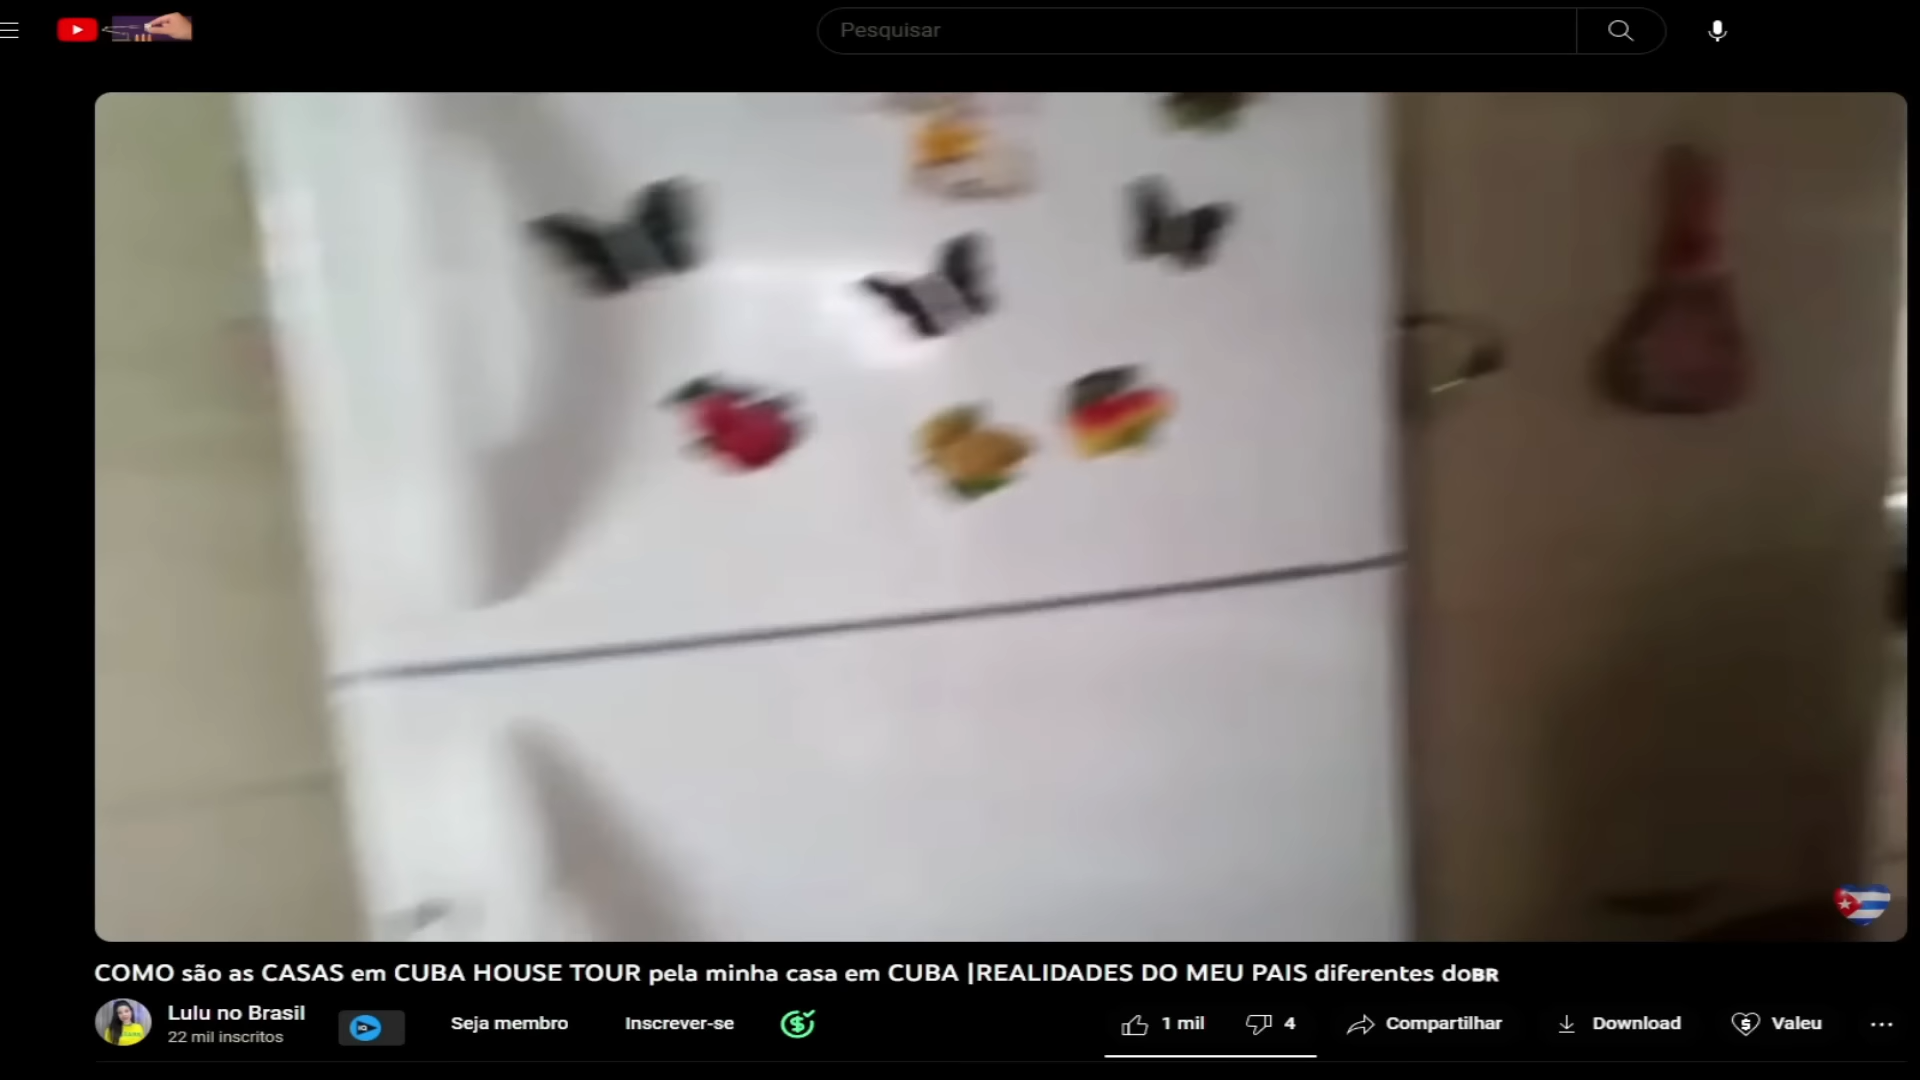 Pesquisar
COMO são as CASAS em CUBA HOUSE TOUR pela minha casa em CUBA |REALIDADES DO MEU PAIS diferentes doBR
Lulu no Brasil
22 mil inscritos
Seja membro
Inscrever-se
1 mil
4
Compartilhar
Download
Valeu